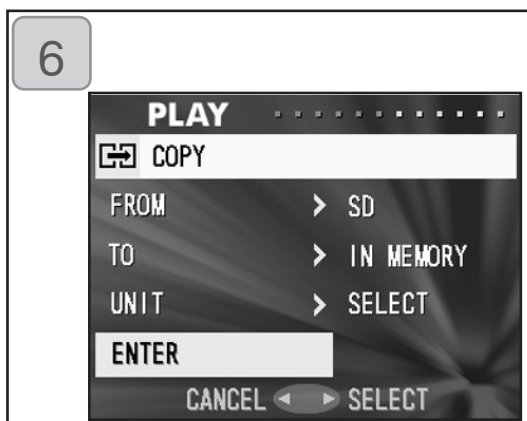 6
PLAY
COPY
FROM > SD
TO > IN MEMORY
UNIT > SELECT
ENTER
CANCEL ◄ ► SELECT